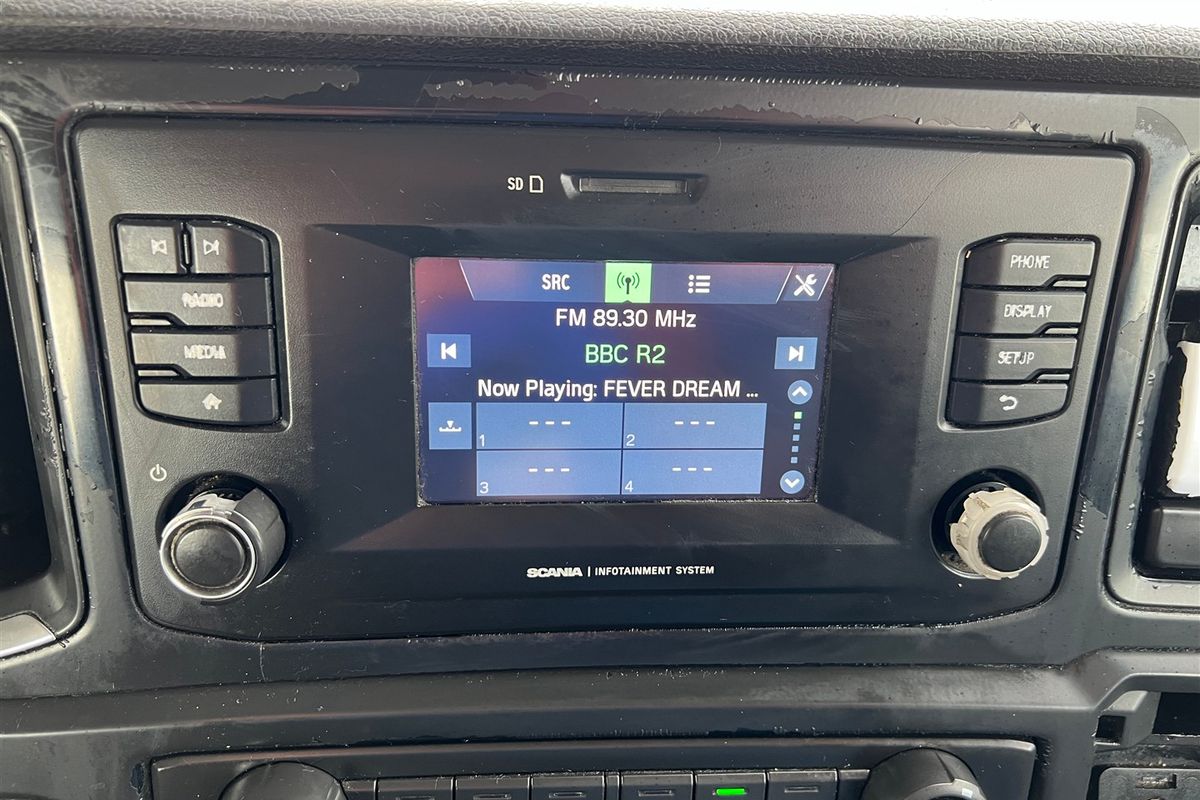 SD
RADIO
MEDIA
PHONE
DISPLAY
SETUP
SRC
FM 89.30 MHz
BBC R2
Now Playing: FEVER DREAM ...
--- ---
1 2
--- ---
3 4
SCANIA | INFOTAINMENT SYSTEM